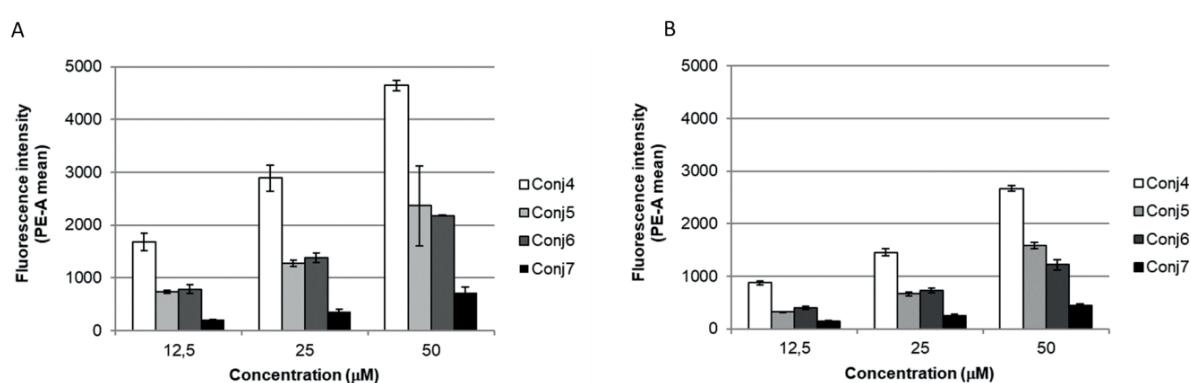 A
Fluorescence intensity
(PE-A mean)
5000
4000
3000
2000
1000
0
12,5
25
50
Concentration (µM)
Conj4
Conj5
Conj6
Conj7
B
Fluorescence intensity
(PE-A mean)
5000
4000
3000
2000
1000
0
12,5
25
50
Concentration (µM)
Conj4
Conj5
Conj6
Conj7